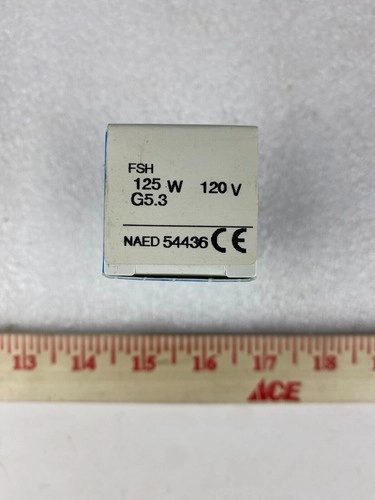 FSH
125 W 120 V
G5.3
NAED 54436 CE
13 14 15 16 17 18
ACE